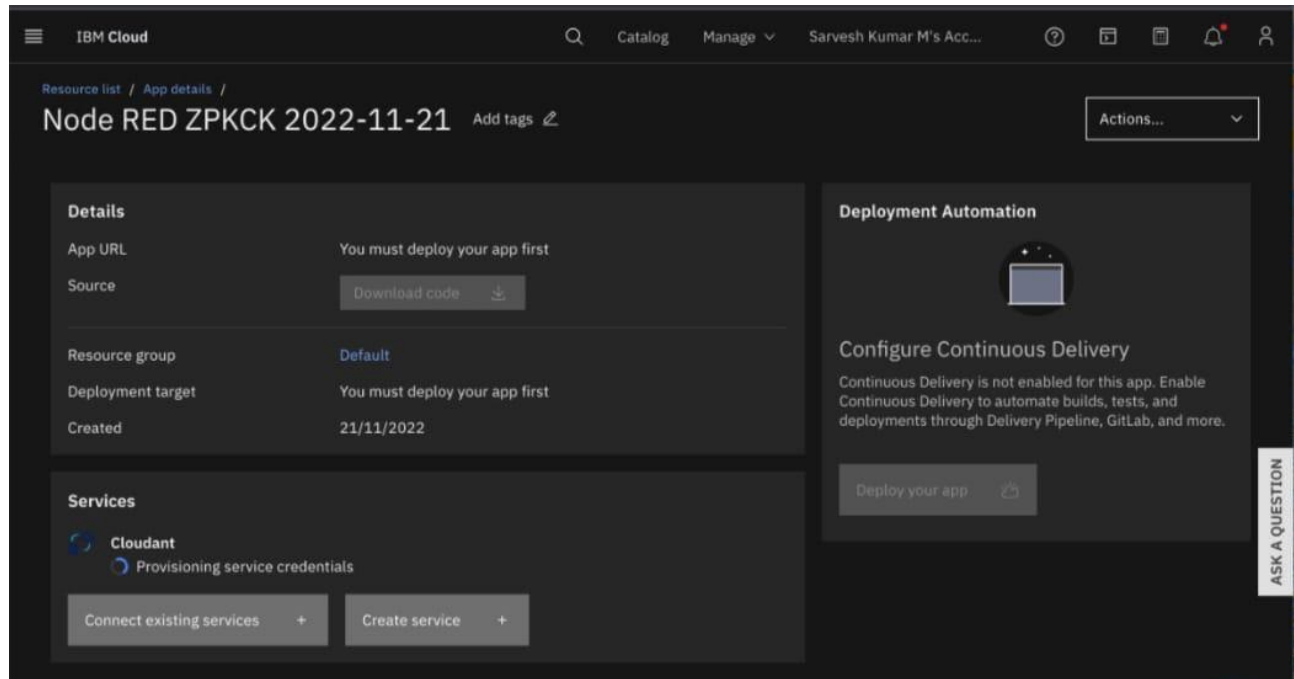 IBM Cloud
Catalog
Manage
Sarvesh Kumar M's Acc...
Resource list / App details /
Node RED ZPKCK 2022-11-21
Add tags
Actions...
Details
App URL
You must deploy your app first
Source
Download code
Resource group
Default
Deployment target
You must deploy your app first
Created
21/11/2022
Services
Cloudant
Provisioning service credentials
Connect existing services +
Create service +
Deployment Automation
Configure Continuous Delivery
Continuous Delivery is not enabled for this app. Enable
Continuous Delivery to automate builds, tests, and
deployments through Delivery Pipeline, GitLab, and more.
Deploy your app
ASK A QUESTION